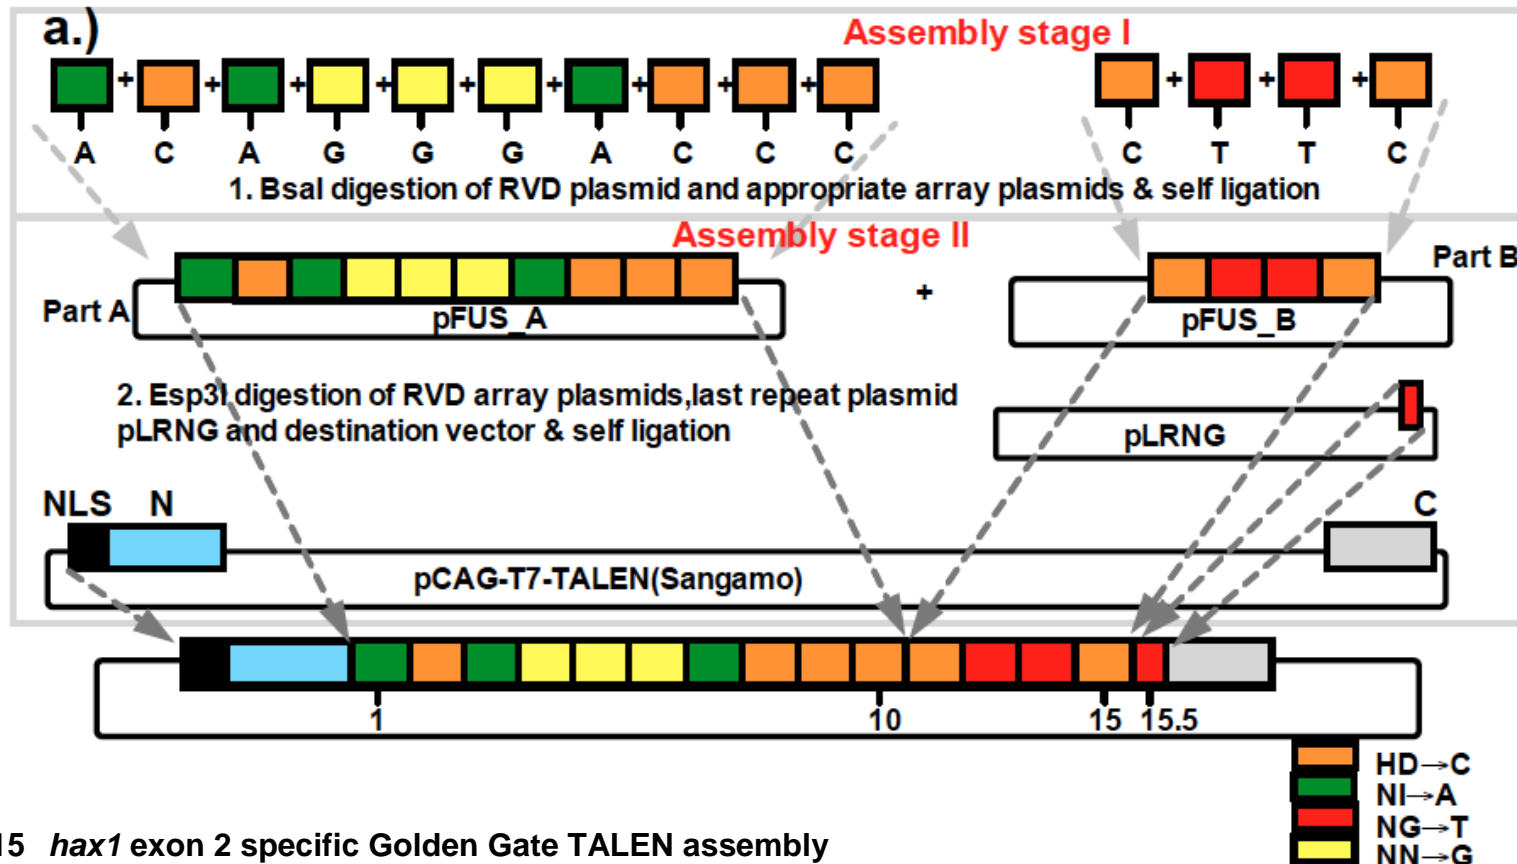 a.)
Assembly stage I
+ + + + + + + + + + + +
A C A G G G A C C C C T T C
1. BsaI digestion of RVD plasmid and appropriate array plasmids & self ligation
Assembly stage II
Part B
+
Part A
pFUS_A pFUS_B
2. Esp3I digestion of RVD array plasmids,last repeat plasmid
pLRNG and destination vector & self ligation
pLRNG
NLS N C
pCAG-T7-TALEN(Sangamo)
1 10 15 15.5
HD→C
NI→A
NG→T
NN→G
15 hax1 exon 2 specific Golden Gate TALEN assembly